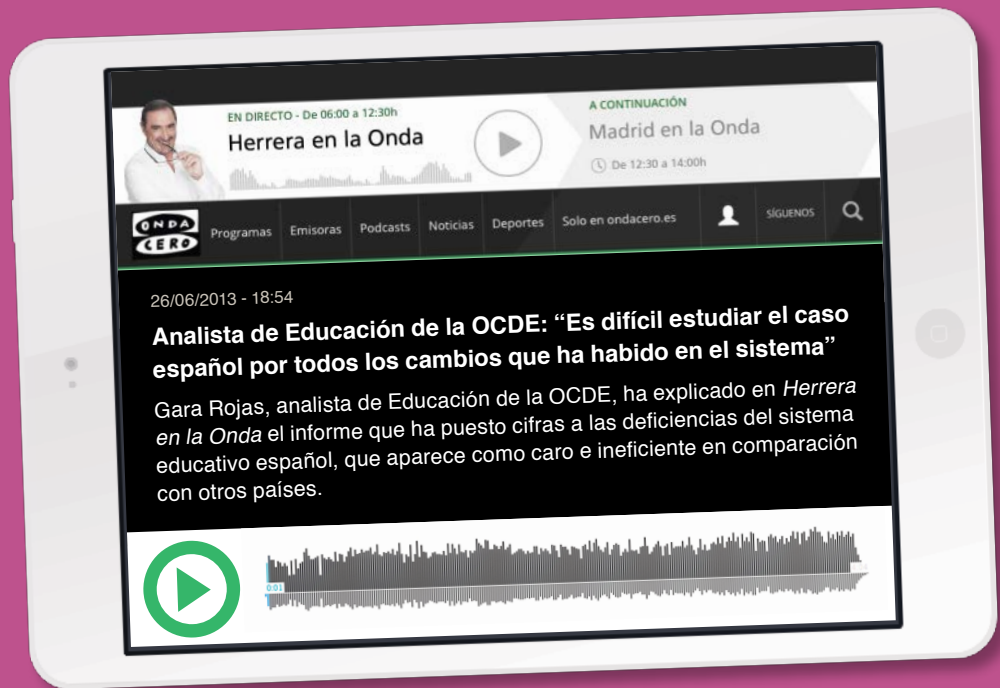 EN DIRECTO - De 06:00 a 12:30h
Herrera en la Onda
A CONTINUACIÓN
Madrid en la Onda
De 12:30 a 14:00h
ONDA
CERO
Programas Emisoras Podcasts Noticias Deportes Solo en ondacero.es SÍGUENOS
26/06/2013 - 18:54
Analista de Educación de la OCDE: “Es difícil estudiar el caso
español por todos los cambios que ha habido en el sistema”
Gara Rojas, analista de Educación de la OCDE, ha explicado en Herrera
en la Onda el informe que ha puesto cifras a las deficiencias del sistema
educativo español, que aparece como caro e ineficiente en comparación
con otros países.
0:01